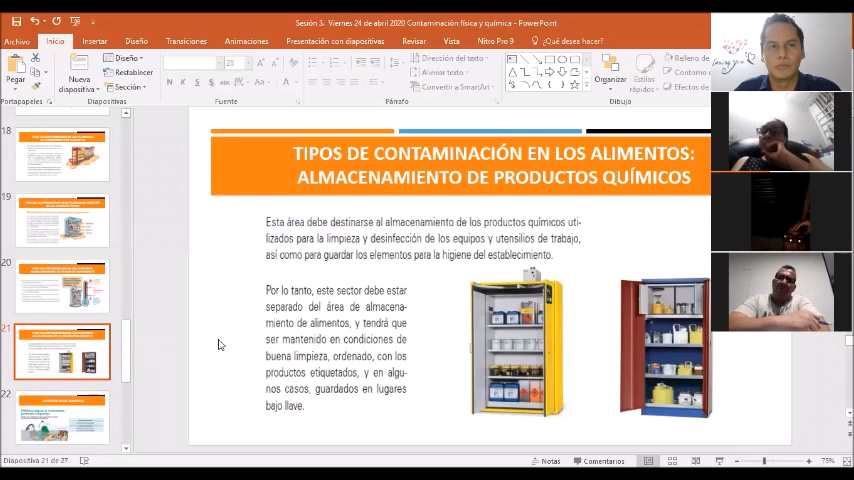 Sesión 3. Viernes 24 de abril 2020 Contaminación física y química - PowerPoint
Archivo
Inicio
Insertar
Diseño
Transiciones
Animaciones
Presentación con diapositivas
Revisar
Vista
Nitro Pro 9
¿Qué desea hacer?
Pegar
Nueva
diapositiva
Diseño
Restablecer
Sección
28
N
K
S
Aa
A
Dirección del texto
Alinear texto
Convertir a SmartArt
Organizar
Estilos
rápidos
Relleno de
Contorno
Efectos
Portapapeles
Diapositivas
Fuente
Párrafo
Dibujo
18
19
20
21
22
TIPOS DE CONTAMINACIÓN EN LOS ALIMENTOS:
ALMACENAMIENTO DE PRODUCTOS QUÍMICOS
Esta área debe destinarse al almacenamiento de los productos químicos uti-
lizados para la limpieza y desinfección de los equipos y utensilios de trabajo,
así como para guardar los elementos para la higiene del establecimiento.
Por lo tanto, este sector debe estar
separado del área de almacena-
miento de alimentos, y tendrá que
ser mantenido en condiciones de
buena limpieza, ordenado, con los
productos etiquetados, y en algu-
nos casos, guardados en lugares
bajo llave.
Diapositiva 21 de 27
Notas
Comentarios
75%